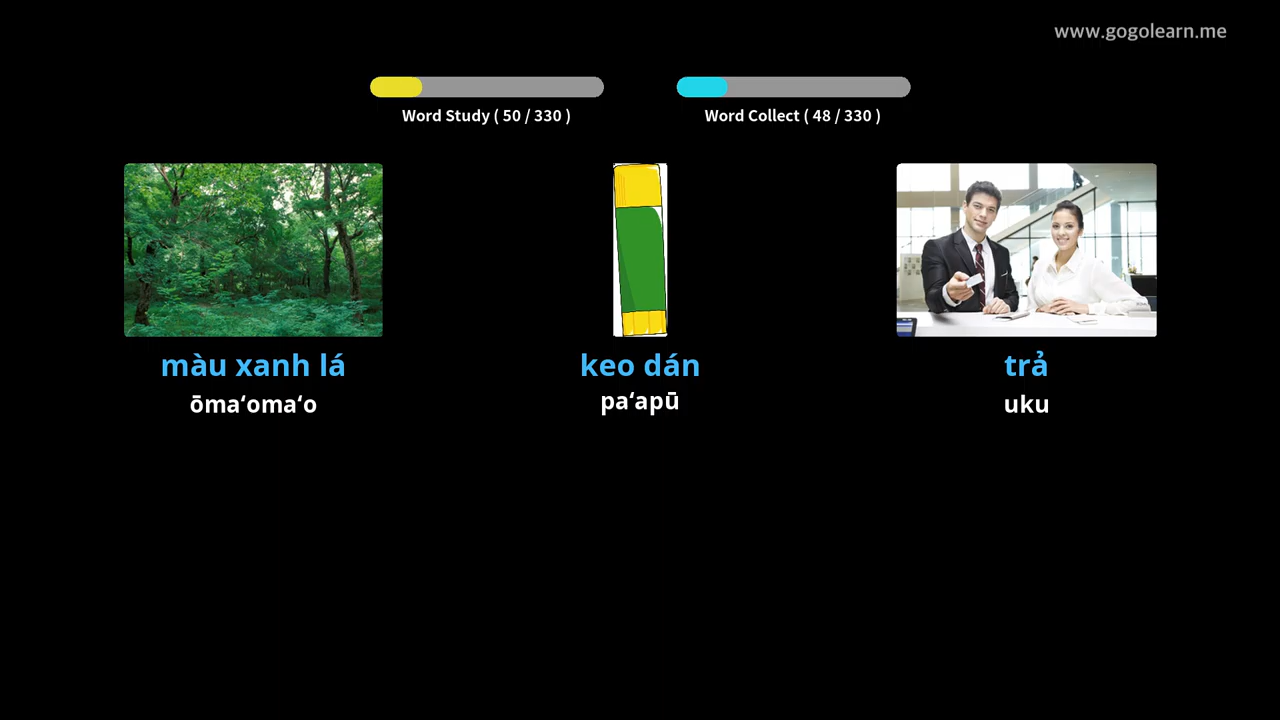 www.gogolearn.me
Word Study ( 50 / 330 )
Word Collect ( 48 / 330 )
màu xanh lá
ōmaʻomaʻo
keo dán
paʻapū
trả
uku